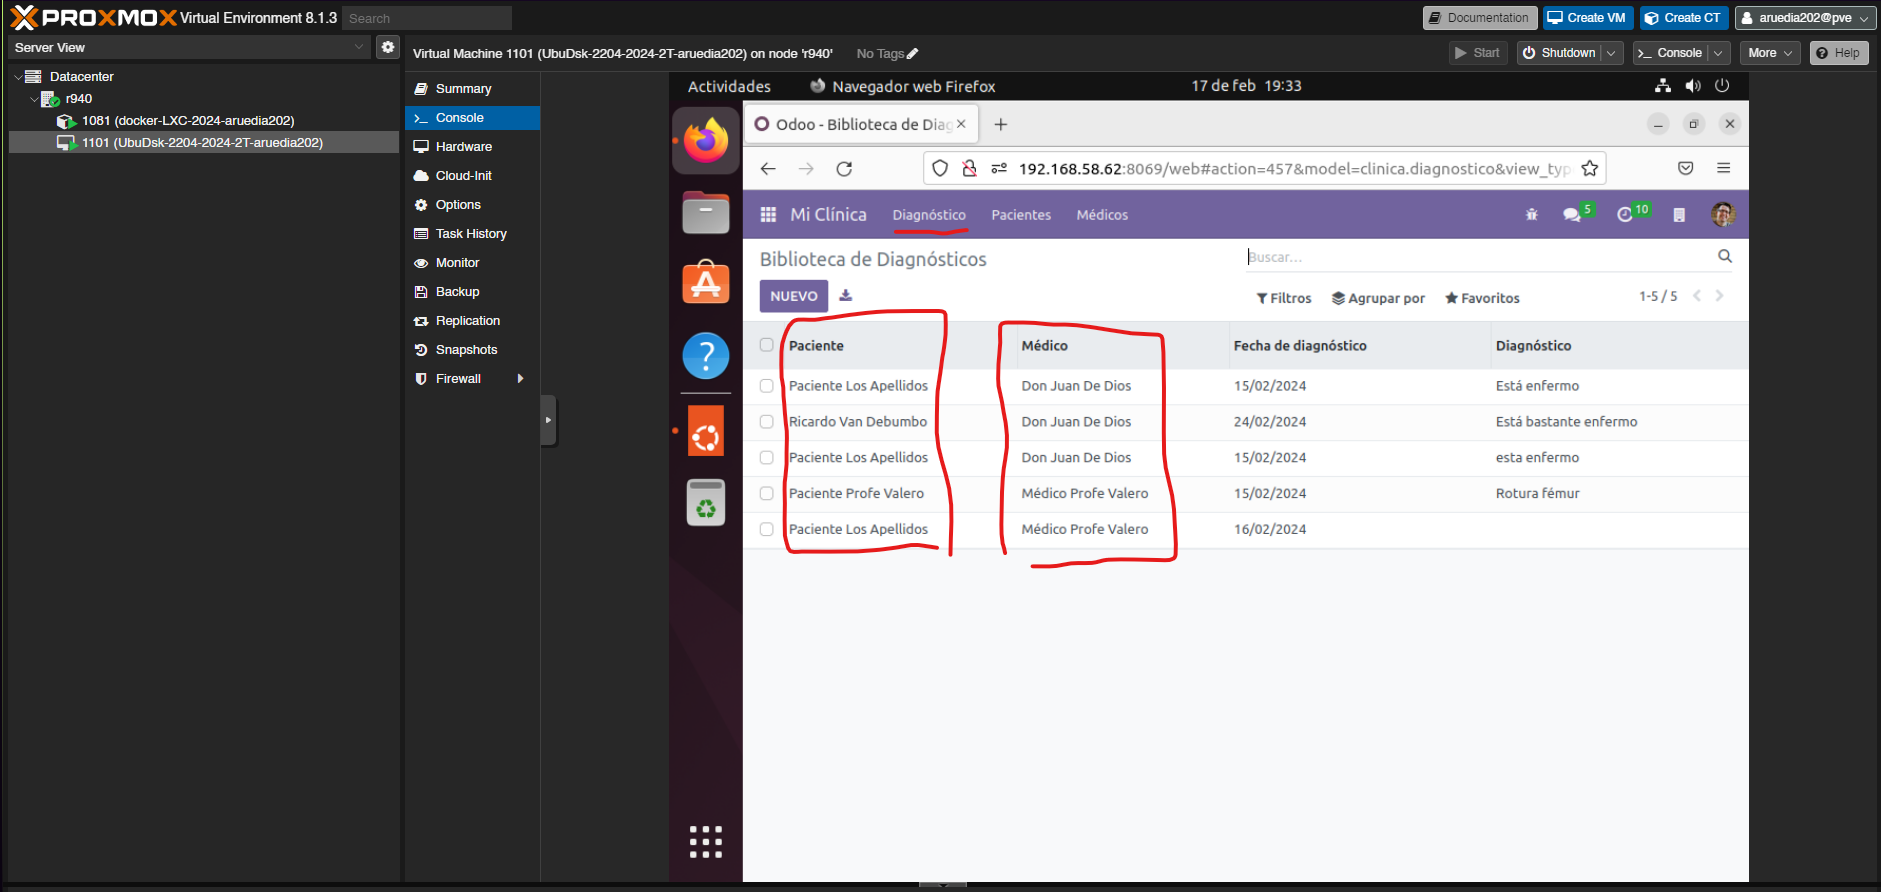 PROXMOX Virtual Environment 8.1.3 Search Documentation Create VM Create CT aruedia202@pve
Server View
Virtual Machine 1101 (UbuDsk-2204-2024-2T-aruedia202) on node 'r940' No Tags Start Shutdown >_ Console More Help
Datacenter
r940
1081 (docker-LXC-2024-aruedia202)
1101 (UbuDsk-2204-2024-2T-aruedia202)
Summary
Console
Hardware
Cloud-Init
Options
Task History
Monitor
Backup
Replication
Snapshots
Firewall
Actividades Navegador web Firefox 17 de feb 19:33
Odoo - Biblioteca de Diag
192.168.58.62:8069/web#action=457&model=clinica.diagnostico&view_typ
Mi Clínica Diagnóstico Pacientes Médicos 5 10
Biblioteca de Diagnósticos Buscar...
NUEVO Filtros Agrupar por Favoritos 1-5 / 5
Paciente Médico Fecha de diagnóstico Diagnóstico
Paciente Los Apellidos Don Juan De Dios 15/02/2024 Está enfermo
Ricardo Van Debumbo Don Juan De Dios 24/02/2024 Está bastante enfermo
Paciente Los Apellidos Don Juan De Dios 15/02/2024 esta enfermo
Paciente Profe Valero Médico Profe Valero 15/02/2024 Rotura fémur
Paciente Los Apellidos Médico Profe Valero 16/02/2024